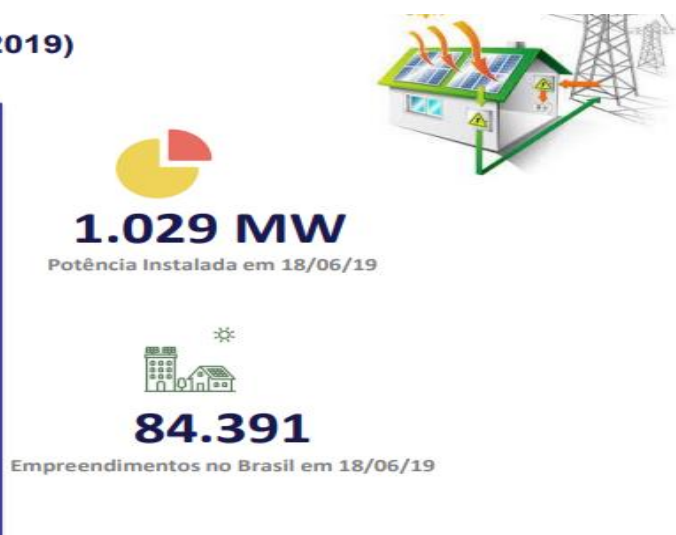 2019)
1.029 MW
Potência Instalada em 18/06/19
84.391
Empreendimentos no Brasil em 18/06/19